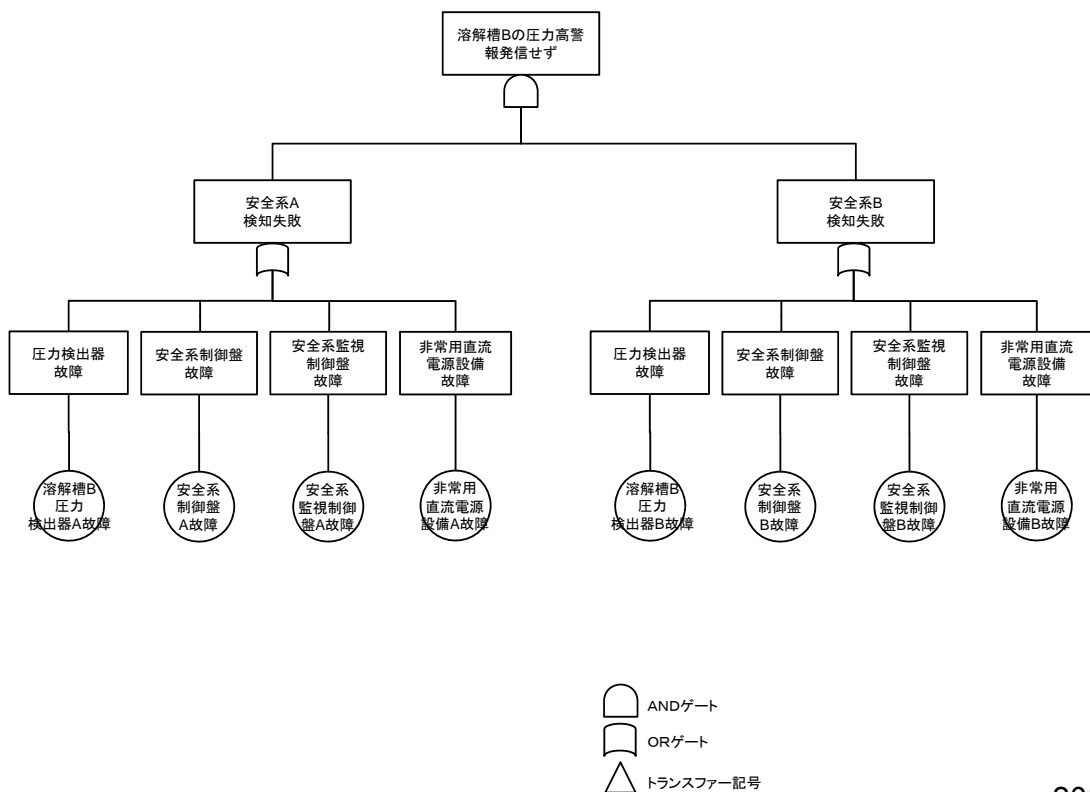 溶解槽Bの圧力高警
報発信せず
安全系A
検知失敗
安全系B
検知失敗
圧力検出器
故障
安全系制御盤
故障
安全系監視
制御盤
故障
非常用直流
電源設備
故障
圧力検出器
故障
安全系制御盤
故障
安全系監視
制御盤
故障
非常用直流
電源設備
故障
溶解槽B
圧力
検出器A故障
安全系
制御盤
A故障
安全系
監視制御
盤A故障
非常用
直流電源
設備A故障
溶解槽B
圧力
検出器B故障
安全系
制御盤
B故障
安全系
監視制御
盤B故障
非常用
直流電源
設備B故障
ANDゲート
ORゲート
トランスファー記号